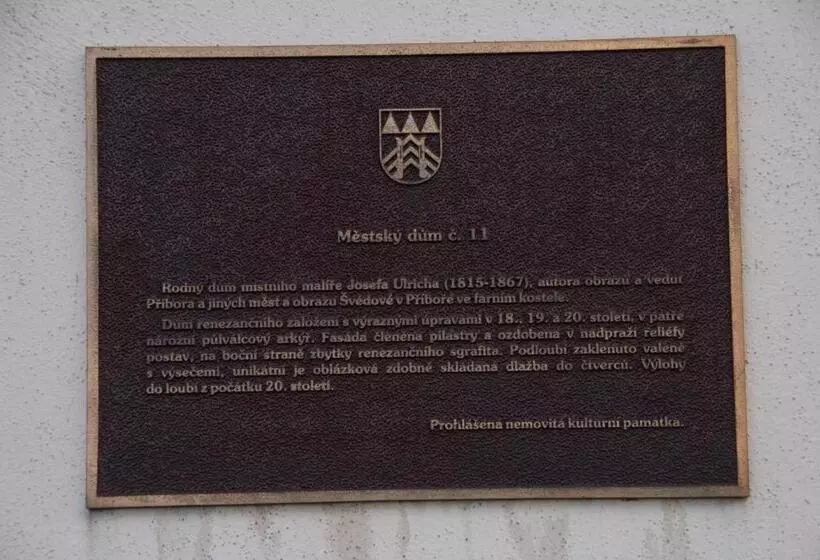 Městský dům č. 11
Rodný dům místního malíře Josefa Ulricha (1815-1867), autora obrazů a vedut
Příbora a jiných měst a obrazu Švédové v Příboře ve farním kostele.
Dům renezančního založení s výraznými úpravami v 18., 19. a 20. století, v patře
nárožní půlválcový arkýř. Fasáda členěna pilastry a ozdobena v nadpraží reliéfy
postav, na boční straně zbytky renezančního sgrafita. Podloubí zaklenuto valeně
s výsečemi, unikátní je oblázková zdobně skládaná dlažba do čtverců. Výlohy
do loubí z počátku 20. století.
Prohlášena nemovitá kulturní památka.